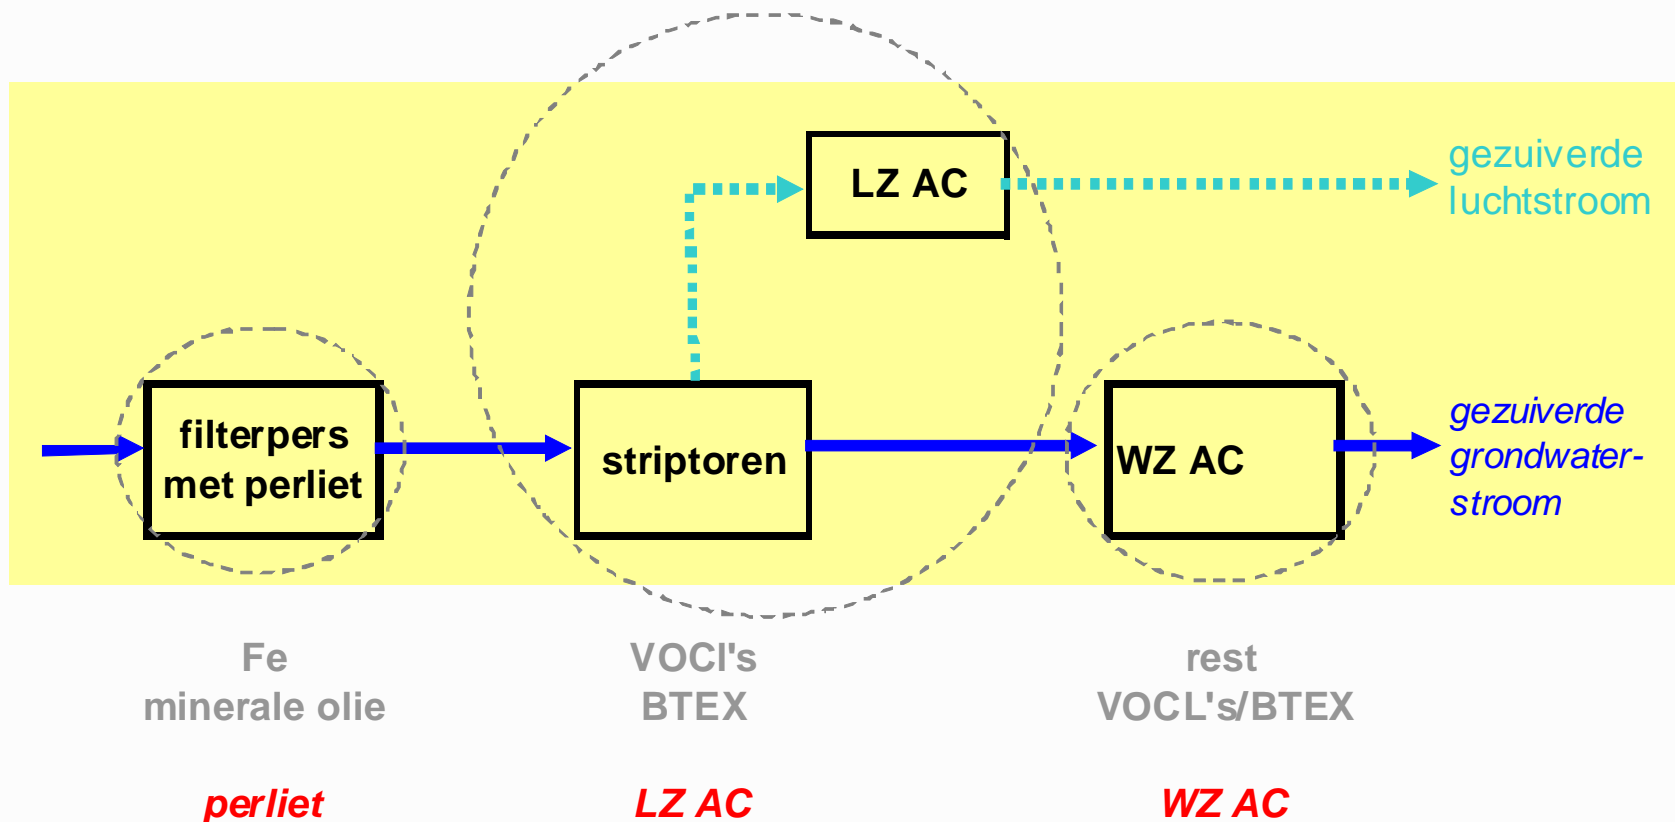 LZ AC
gezuiverde
luchtstroom
filterpers
met perliet
striptoren
WZ AC
gezuiverde
grondwater-
stroom
Fe
minerale olie
VOCl's
BTEX
rest
VOCL's/BTEX
perliet
LZ AC
WZ AC